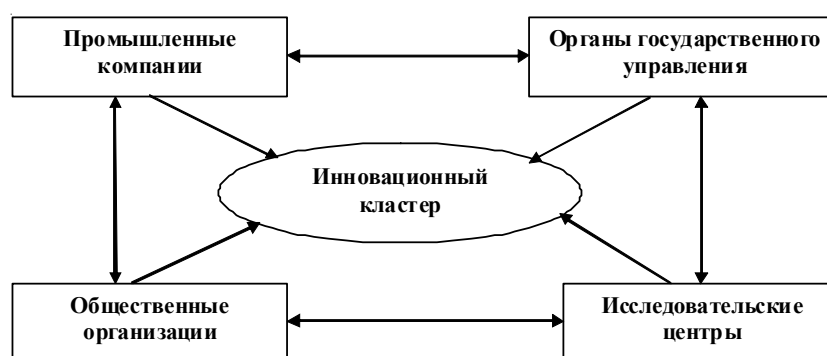 Промышленные
компании
Органы государственного
управления
Инновационный
кластер
Общественные
организации
Исследовательские
центры